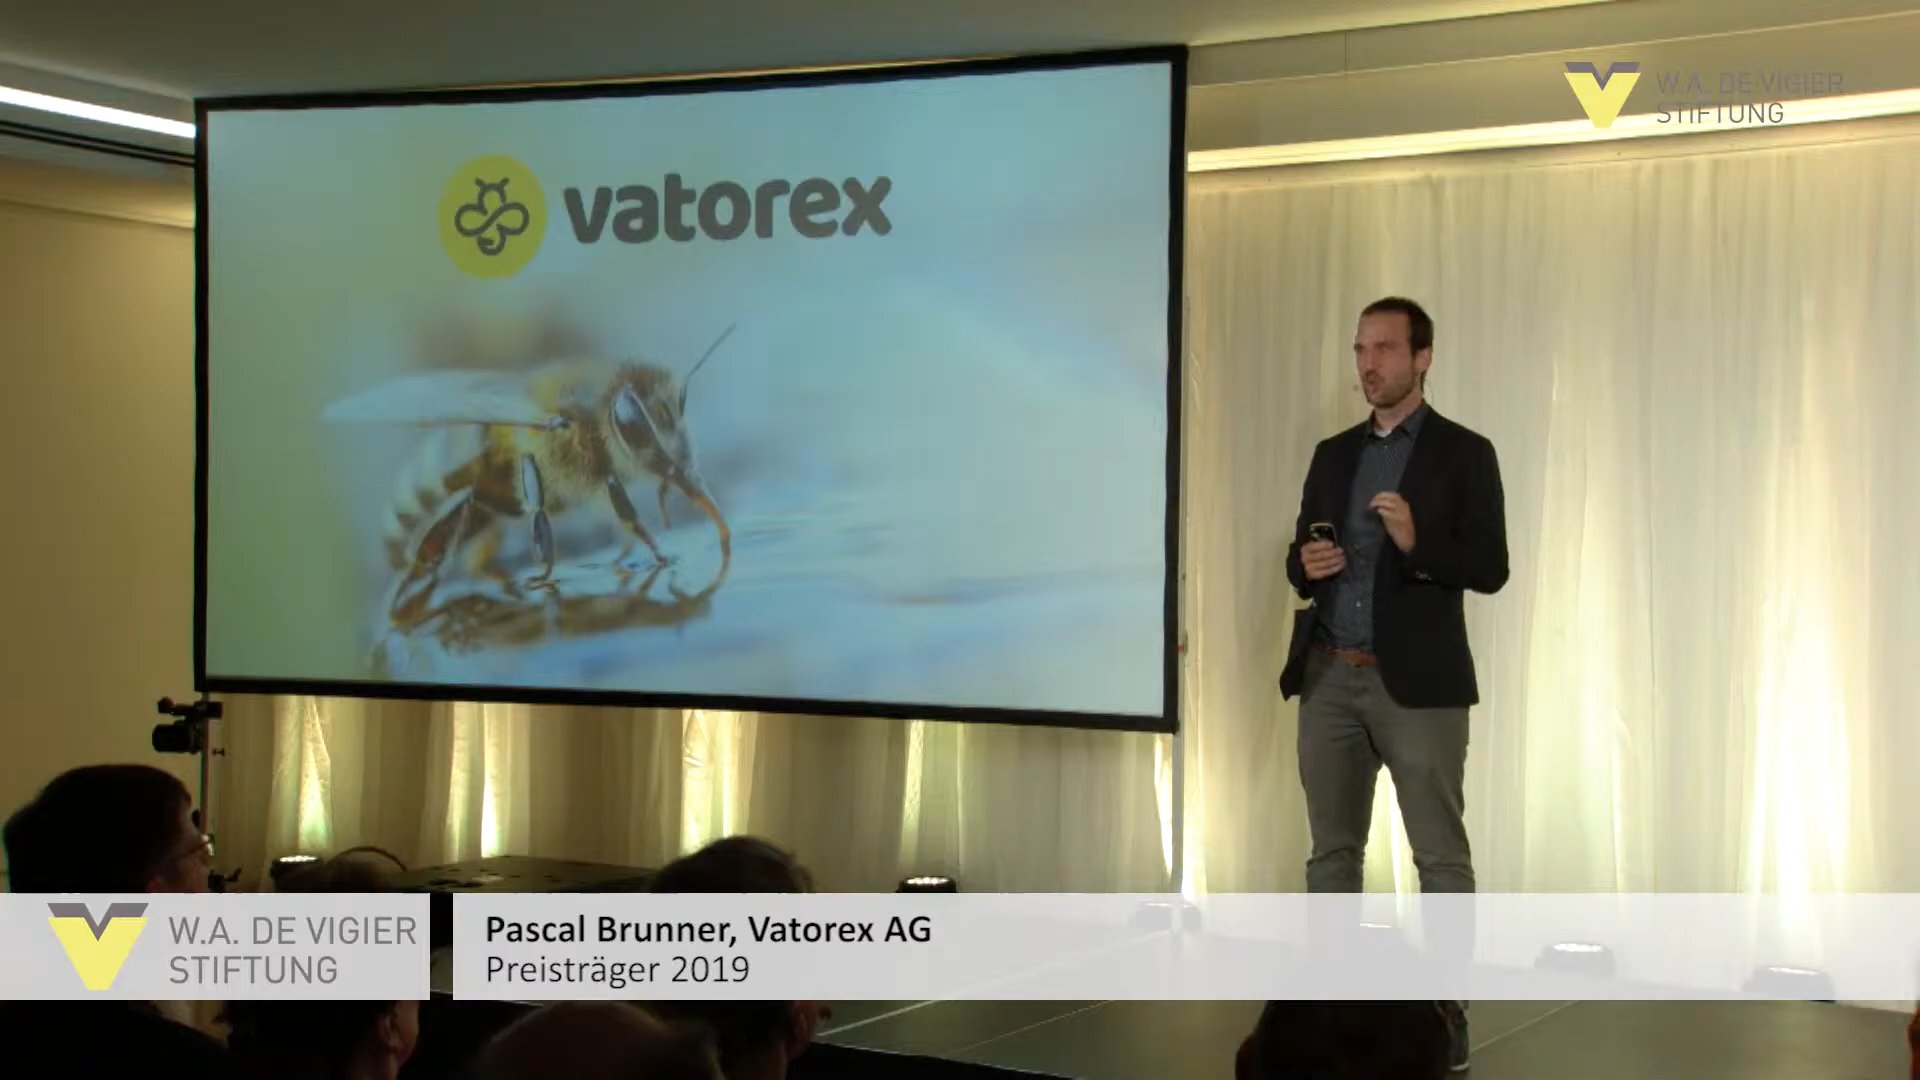 vatorex
W.A. DE VIGIER
STIFTUNG
W.A. DE VIGIER
STIFTUNG
Pascal Brunner, Vatorex AG
Preisträger 2019